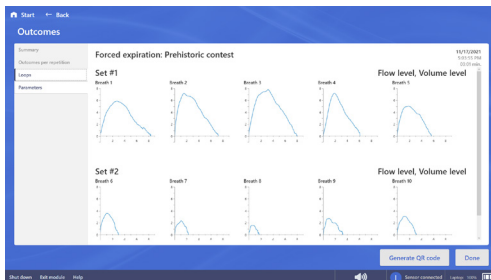 Start ← Back
Outcomes
Summary
Outcomes per repetition
Loops
Parameters
Forced expiration: Prehistoric contest
11/17/2021
Set #1
Flow level, Volume level
Breath 1 Breath 2 Breath 3 Breath 4 Breath 5
Set #2
Flow level, Volume level
Breath 6 Breath 7 Breath 8 Breath 9 Breath 10
Generate QR code Done
Shut down Exit module Help
Sensor connected Laptop 100%